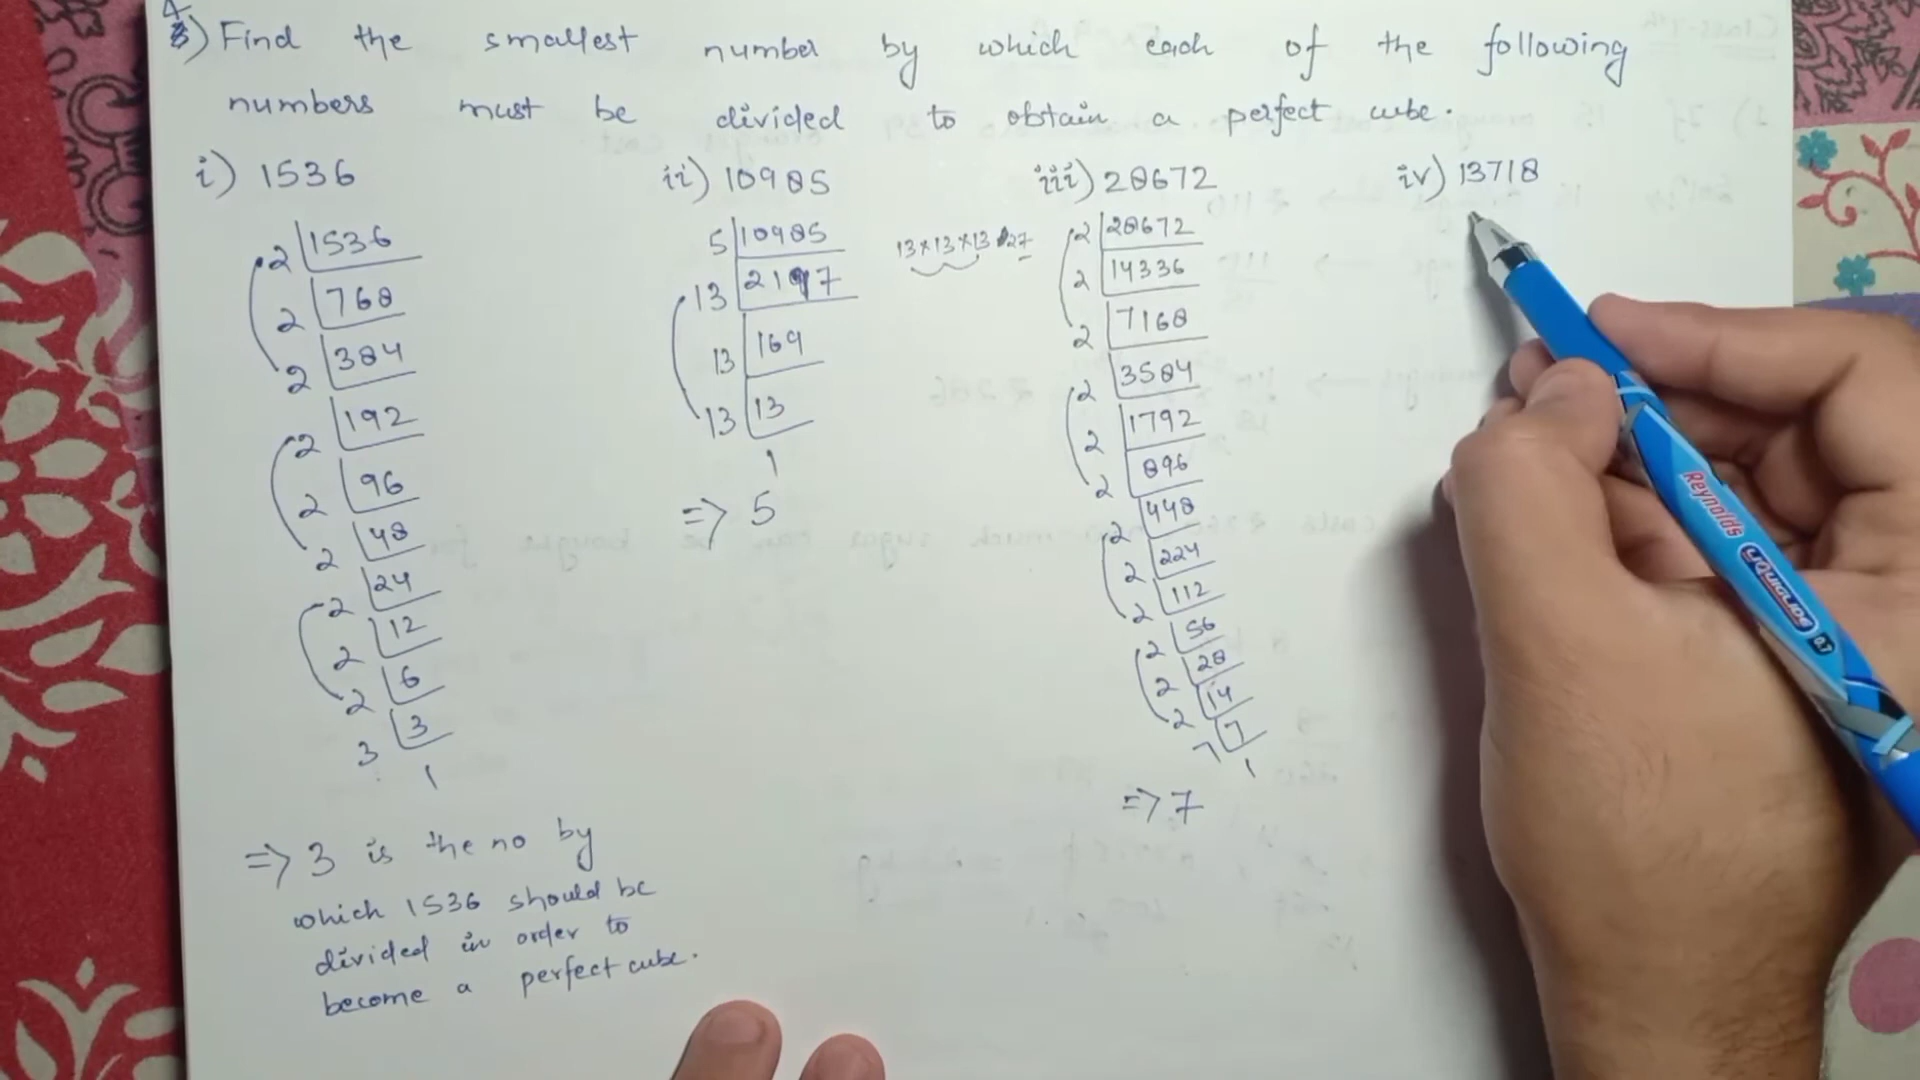 4) Find the smallest number by which each of the following
numbers must be divided to obtain a perfect cube.
i) 1536
2 1536
2 768
2 384
2 192
2 96
2 48
2 24
2 12
2 6
3 3
1
=> 3 is the no by
which 1536 should be
divided in order to
become a perfect cube.
ii) 10985
5 10985
13 2197
13 169
13 13
1
=> 5
13×13×13 27
iii) 28672
2 28672
2 14336
2 7168
2 3584
2 1792
2 896
2 448
2 224
2 112
2 56
2 28
2 14
7 7
1
=> 7
iv) 13718
Reynolds
LIQUIGLIDE 0.7